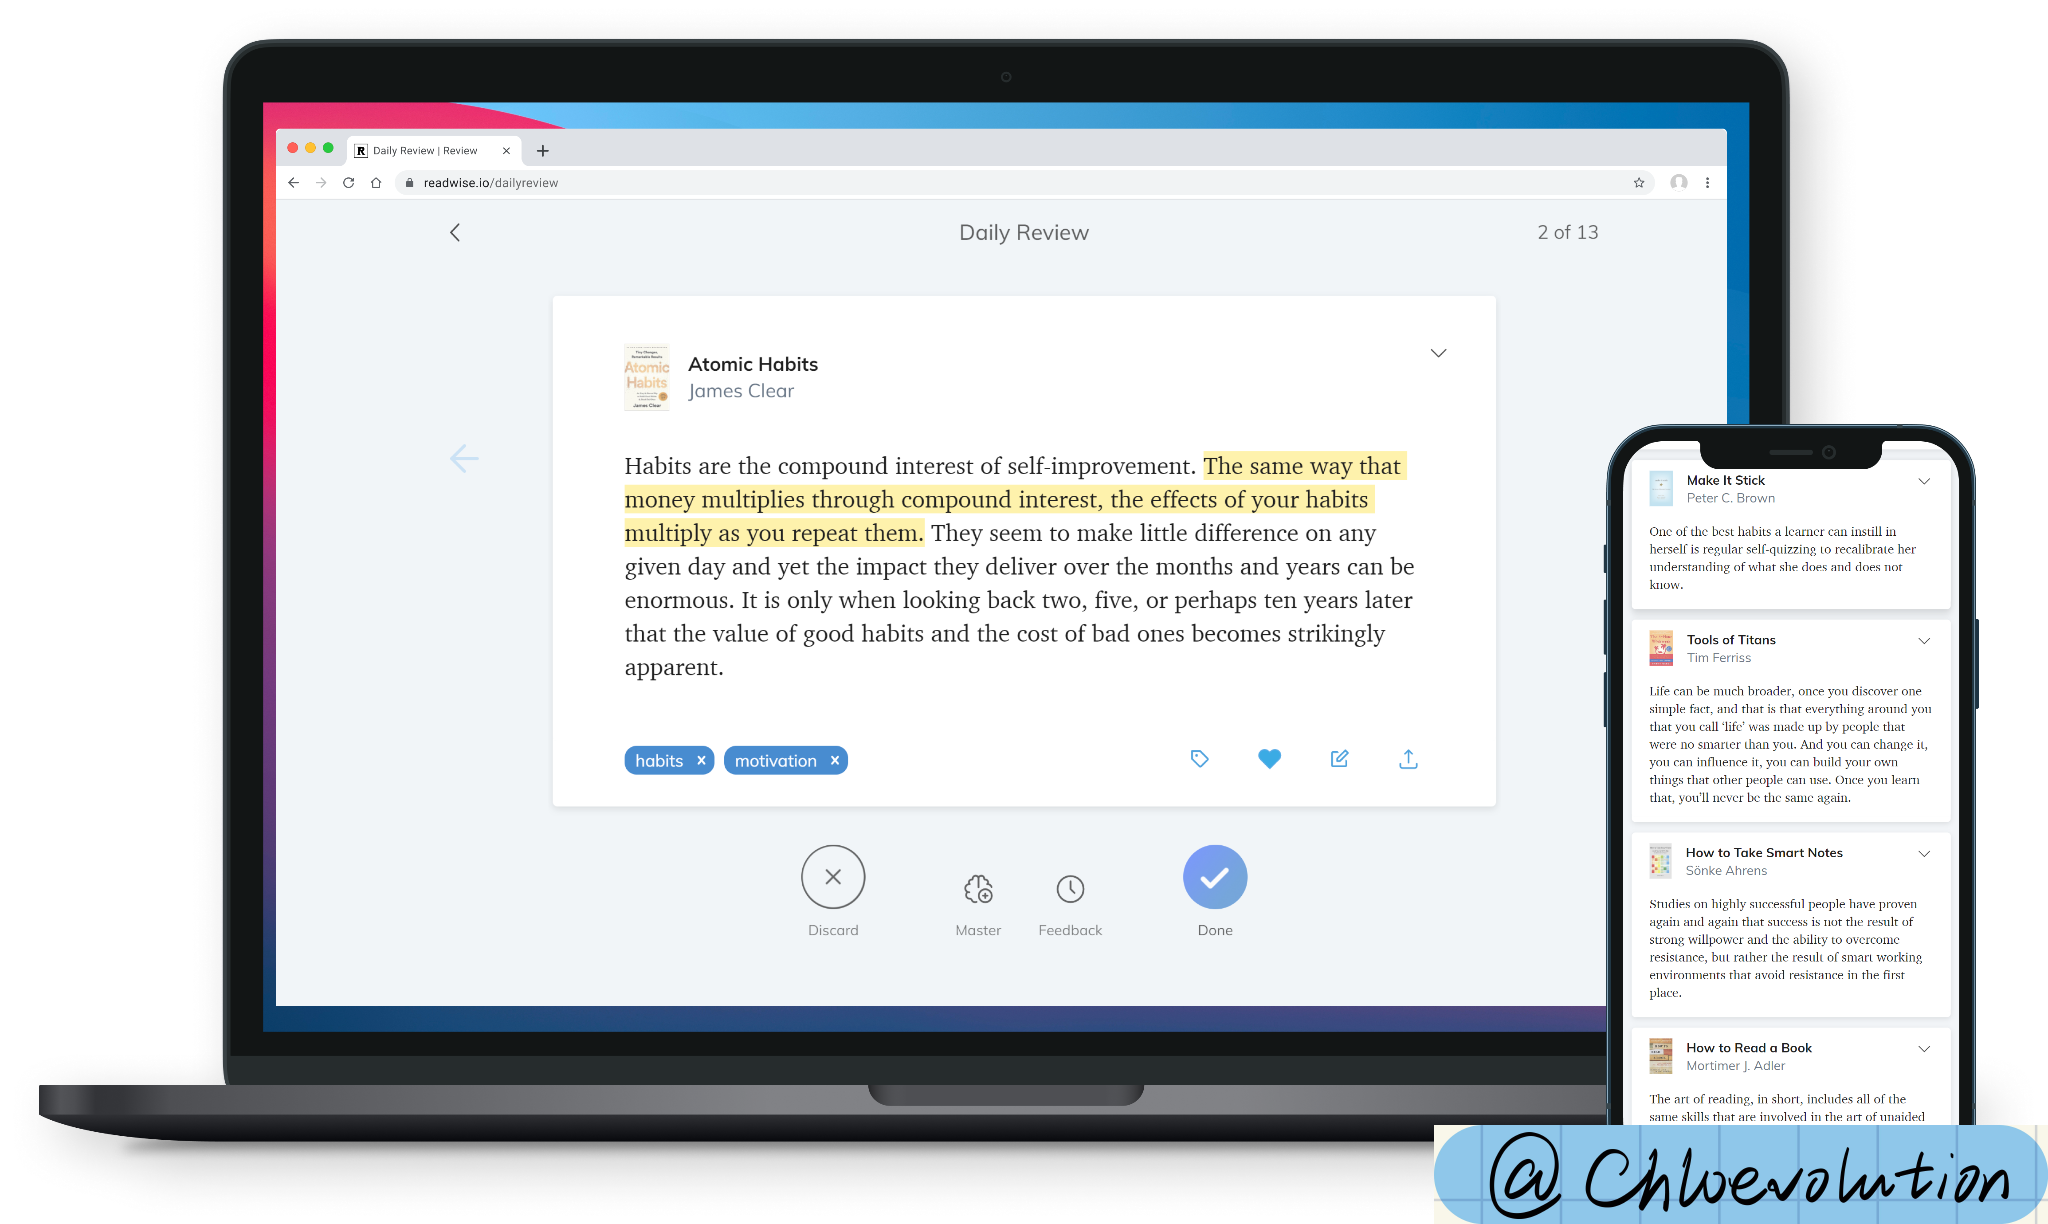 R Daily Review | Review
readwise.io/dailyreview
Daily Review
2 of 13
Atomic Habits
James Clear
Atomic
Habits
James Clear
Habits are the compound interest of self-improvement. The same way that
money multiplies through compound interest, the effects of your habits
multiply as you repeat them. They seem to make little difference on any
given day and yet the impact they deliver over the months and years can be
enormous. It is only when looking back two, five, or perhaps ten years later
that the value of good habits and the cost of bad ones becomes strikingly
apparent.
habits × motivation ×
Discard
Master
Feedback
Done
Make It Stick
Peter C. Brown
One of the best habits a learner can instill in
herself is regular self-quizzing to recalibrate her
understanding of what she does and does not
know.
Tools of Titans
Tim Ferriss
Life can be much broader, once you discover one
simple fact, and that is that everything around you
that you call ‘life’ was made up by people that
were no smarter than you. And you can change it,
you can influence it, you can build your own
things that other people can use. Once you learn
that, you’ll never be the same again.
How to Take Smart Notes
Sönke Ahrens
Studies on highly successful people have proven
again and again that success is not the result of
strong willpower and the ability to overcome
resistance, but rather the result of smart working
environments that avoid resistance in the first
place.
How to Read a Book
Mortimer J. Adler
The art of reading, in short, includes all of the
same skills that are involved in the art of unaided
@Chloevolution